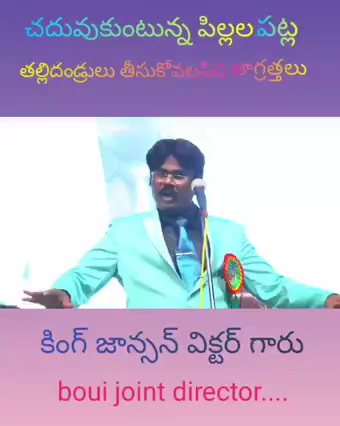 చదువుకుంటున్న పిల్లల పట్ల
తల్లిదండ్రులు తీసుకోవలసిన జాగ్రత్తలు
కింగ్ జాన్సన్ విక్టర్ గారు
boui joint director....